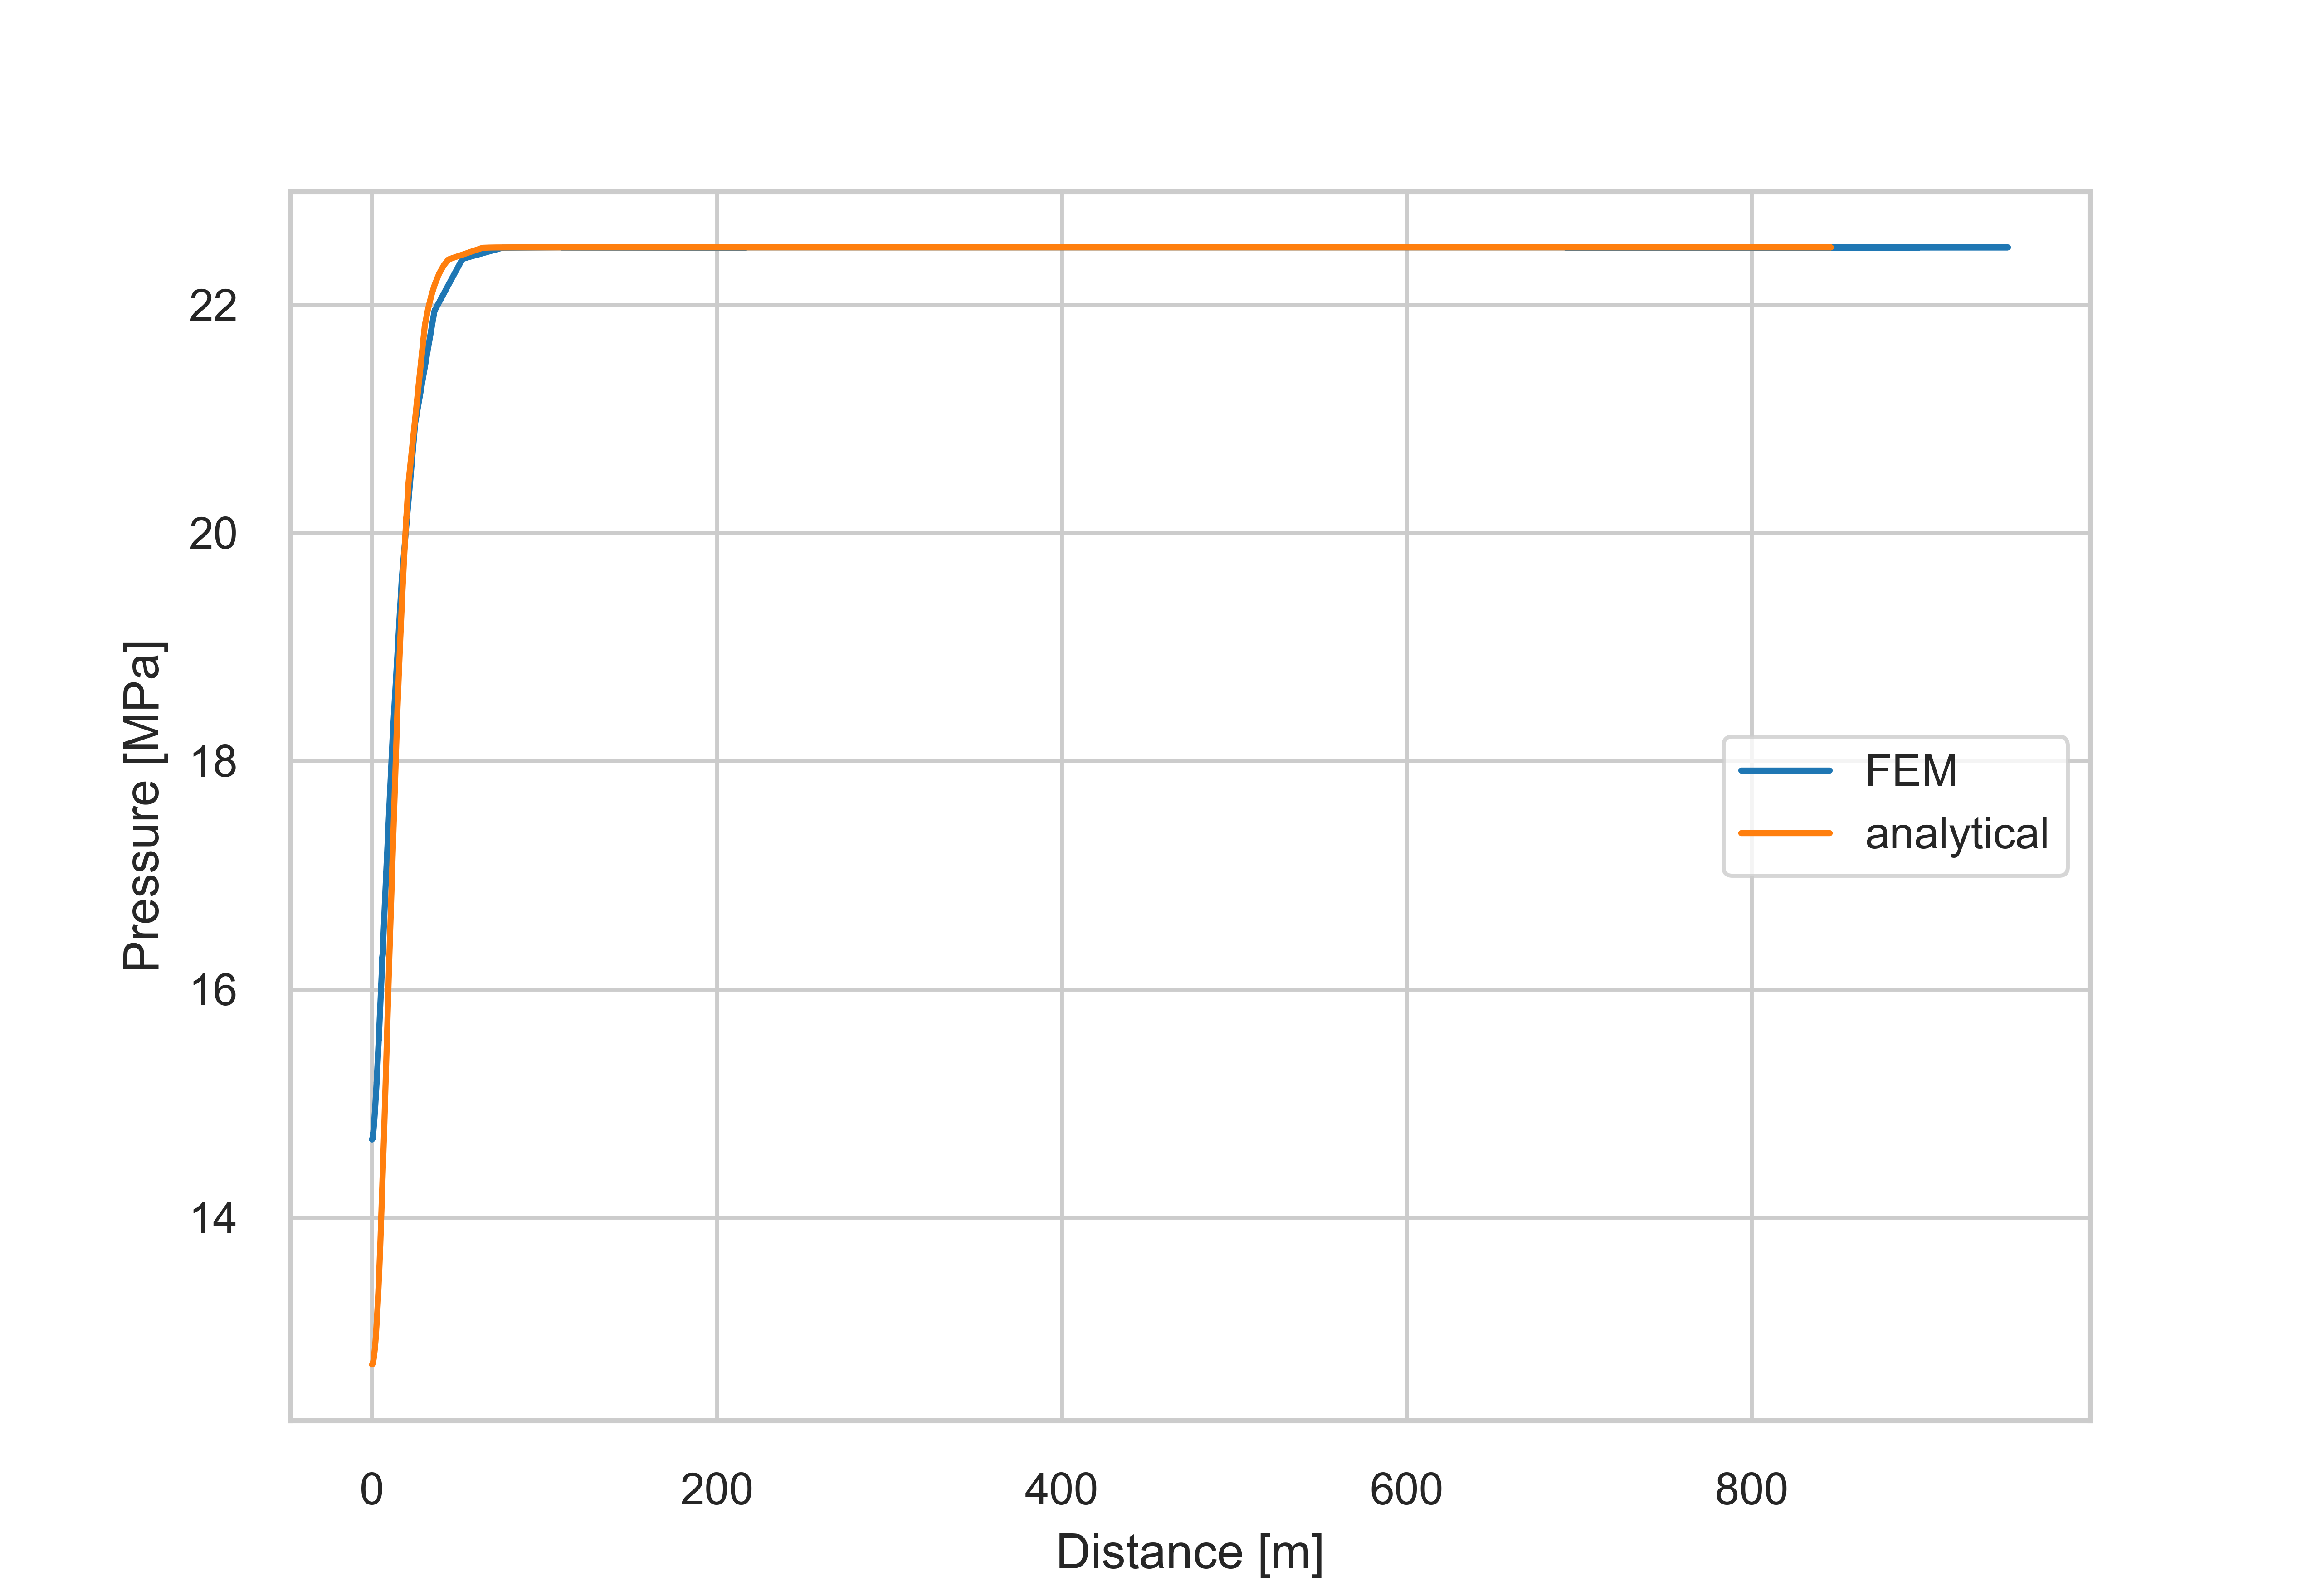 22
20
18
16
14
Pressure [MPa]
FEM
analytical
0 200 400 600 800
Distance [m]